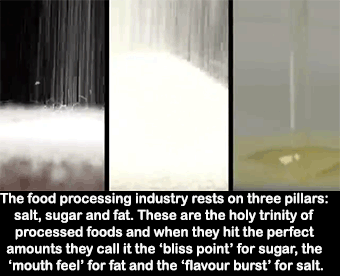 The food processing industry rests on three pillars:
salt, sugar and fat. These are the holy trinity of
processed foods and when they hit the perfect
amounts they call it the ‘bliss point’ for sugar, the
‘mouth feel’ for fat and the ‘flavour burst’ for salt.